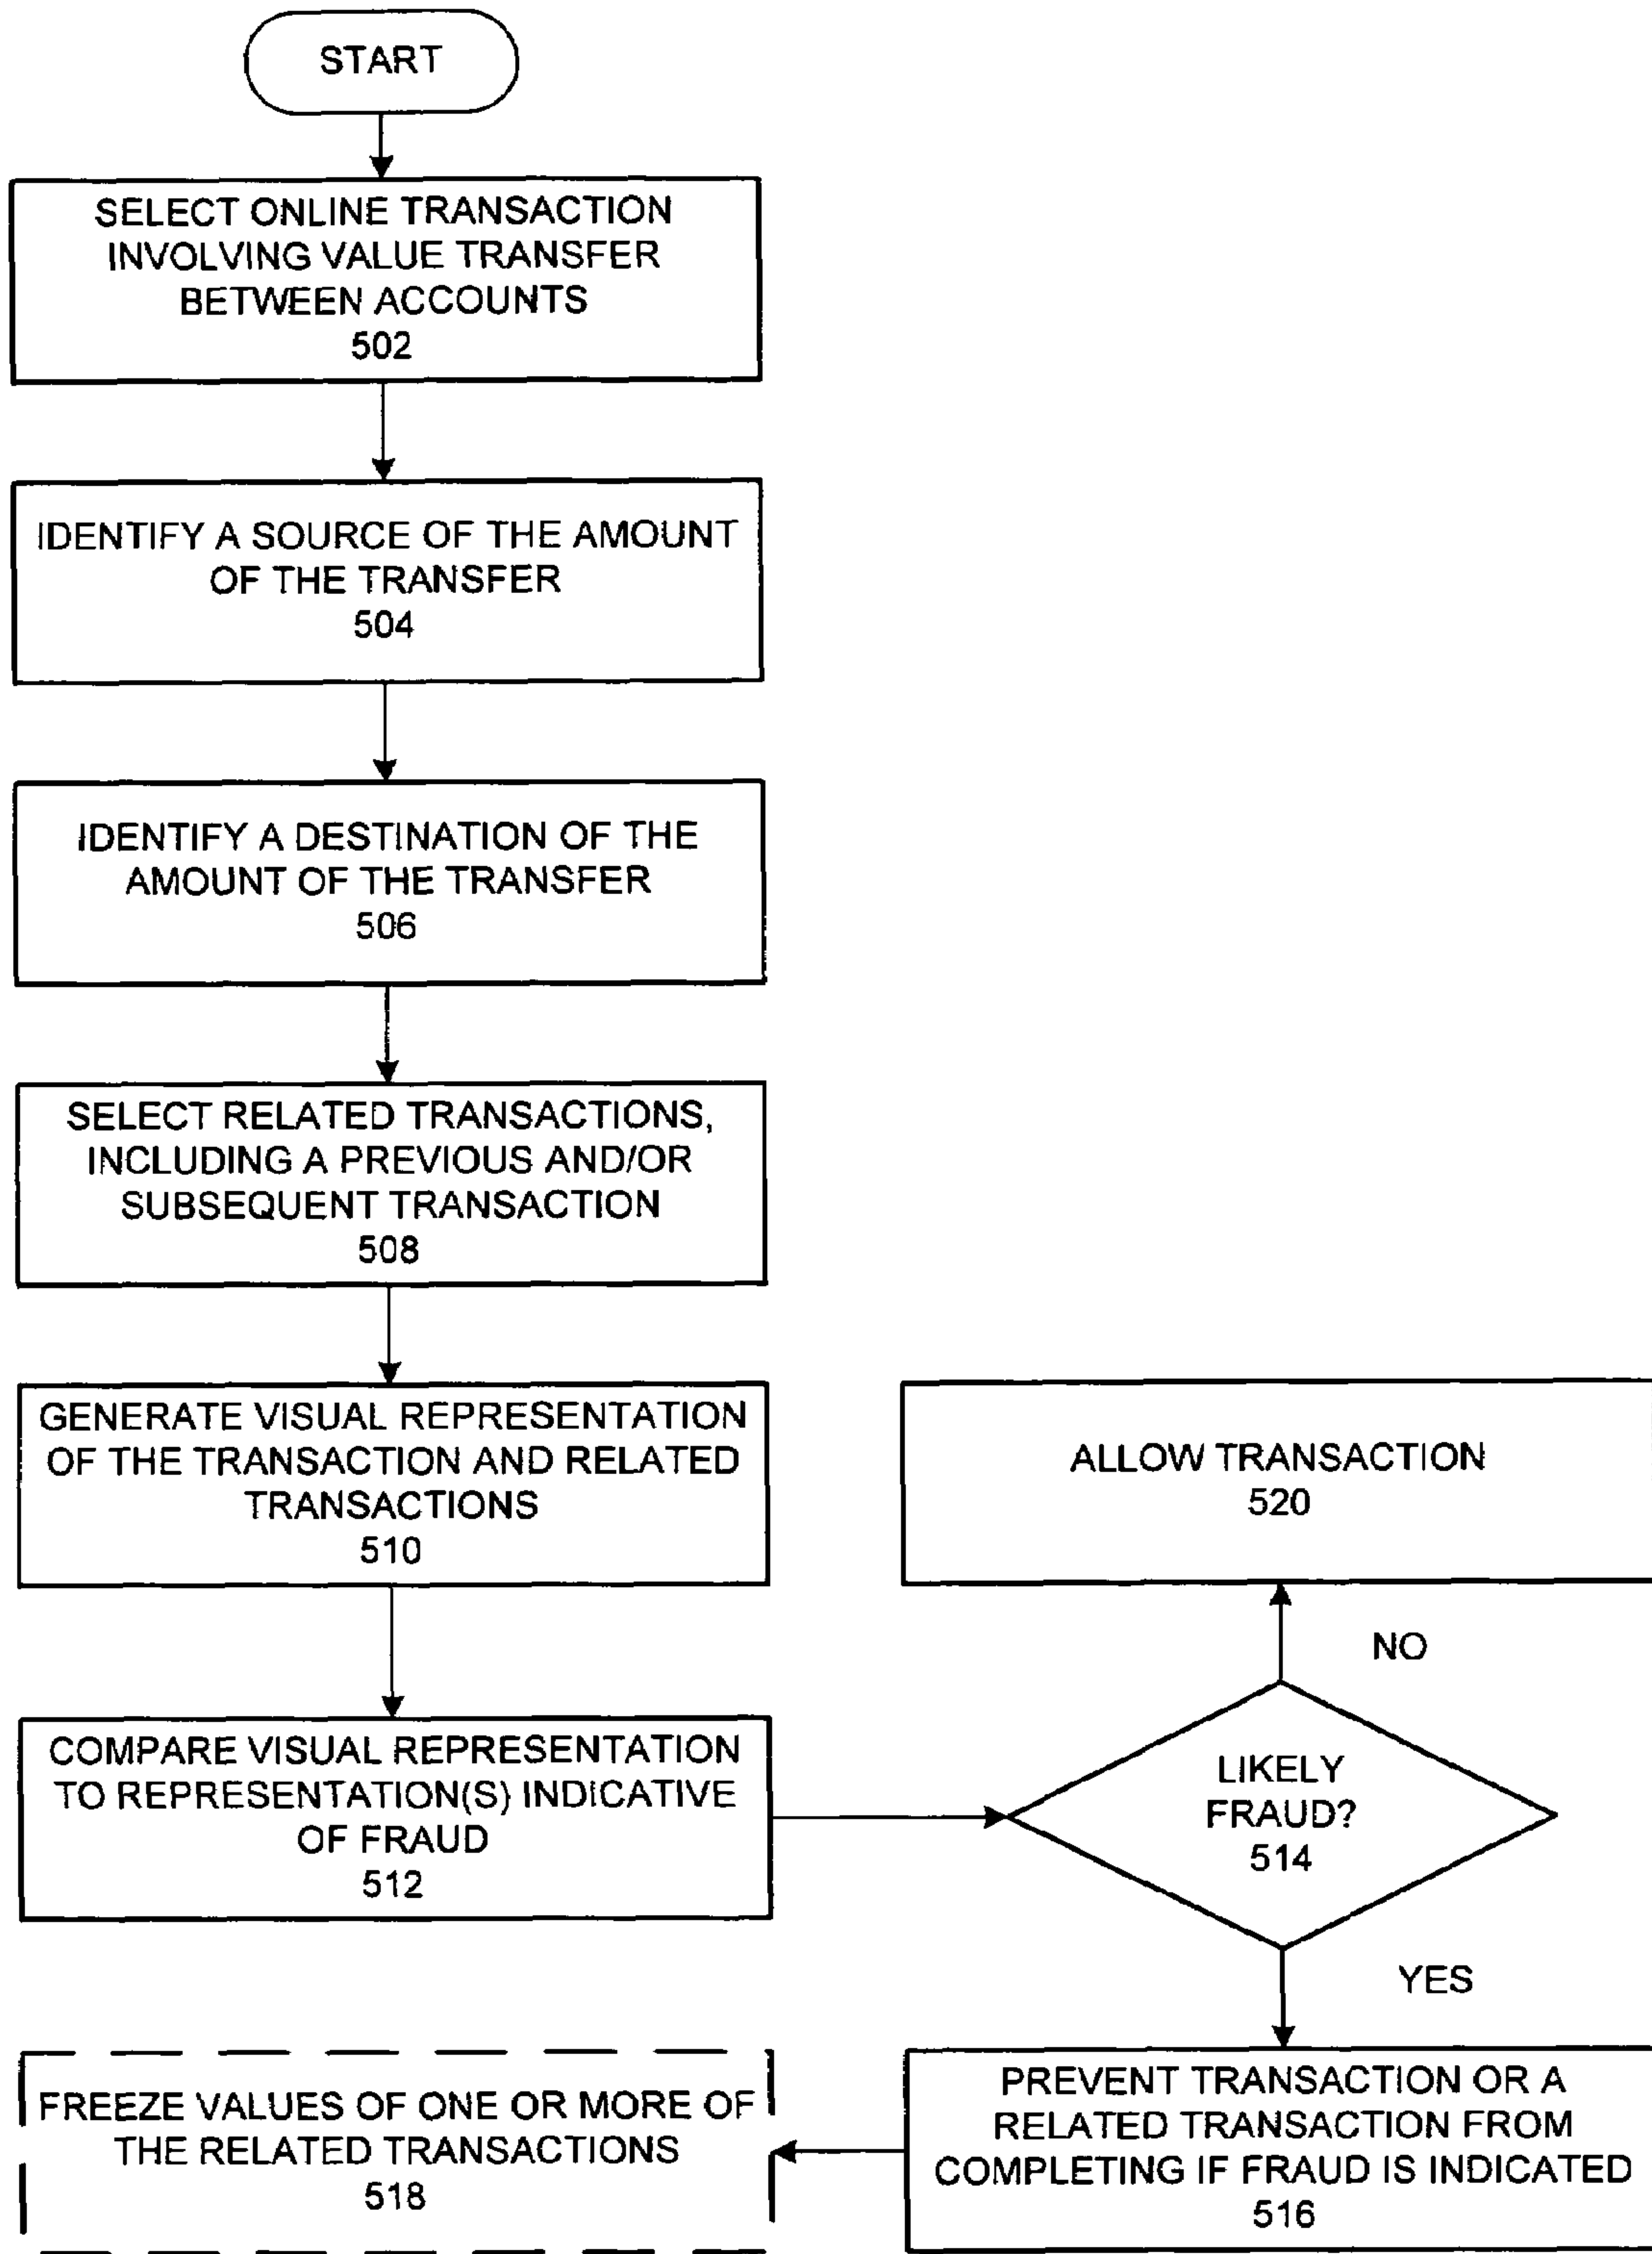 START
SELECT ONLINE TRANSACTION
INVOLVING VALUE TRANSFER
BETWEEN ACCOUNTS
502
IDENTIFY A SOURCE OF THE AMOUNT
OF THE TRANSFER
504
IDENTIFY A DESTINATION OF THE
AMOUNT OF THE TRANSFER
506
SELECT RELATED TRANSACTIONS,
INCLUDING A PREVIOUS AND/OR
SUBSEQUENT TRANSACTION
508
GENERATE VISUAL REPRESENTATION
OF THE TRANSACTION AND RELATED
TRANSACTIONS
510
COMPARE VISUAL REPRESENTATION
TO REPRESENTATION(S) INDICATIVE
OF FRAUD
512
LIKELY
FRAUD?
514
NO
ALLOW TRANSACTION
520
YES
PREVENT TRANSACTION OR A
RELATED TRANSACTION FROM
COMPLETING IF FRAUD IS INDICATED
516
FREEZE VALUES OF ONE OR MORE OF
THE RELATED TRANSACTIONS
518